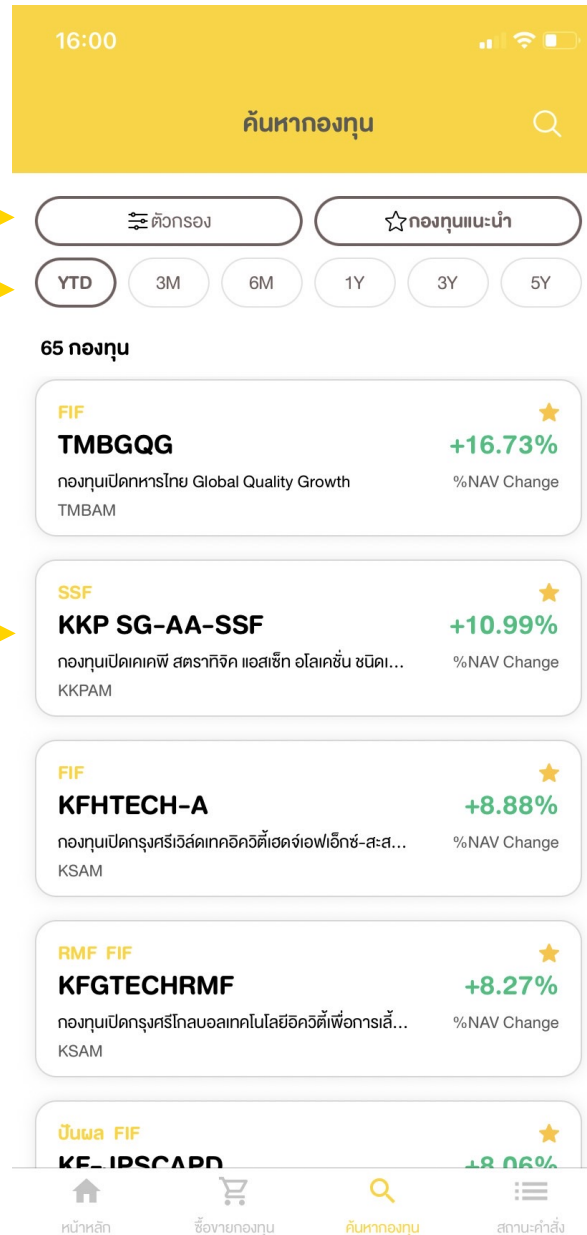 16:00
ค้นหากองทุน
ตัวกรอง
กองทุนแนะนำ
YTD 3M 6M 1Y 3Y 5Y
65 กองทุน
FIF
TMBGQG +16.73%
กองทุนเปิดทหารไทย Global Quality Growth %NAV Change
TMBAM
SSF
KKP SG-AA-SSF +10.99%
กองทุนเปิดเคเคพี สตราทิจิค แอสเซ็ท อโลเคชั่น ชนิดเ... %NAV Change
KKPAM
FIF
KFHTECH-A +8.88%
กองทุนเปิดกรุงศรีเวิล์ดเทคอิควิตี้เฮดจ์เอฟเอ็กซ์-สะส... %NAV Change
KSAM
RMF FIF
KFGTECHRMF +8.27%
กองทุนเปิดกรุงศรีโกลบอลเทคโนโลยีอิควิตี้เพื่อการเลี้... %NAV Change
KSAM
ปันผล FIF
KF-JPSCAPD +8.06%
หน้าหลัก ซื้อขายกองทุน ค้นหากองทุน สถานะคำสั่ง